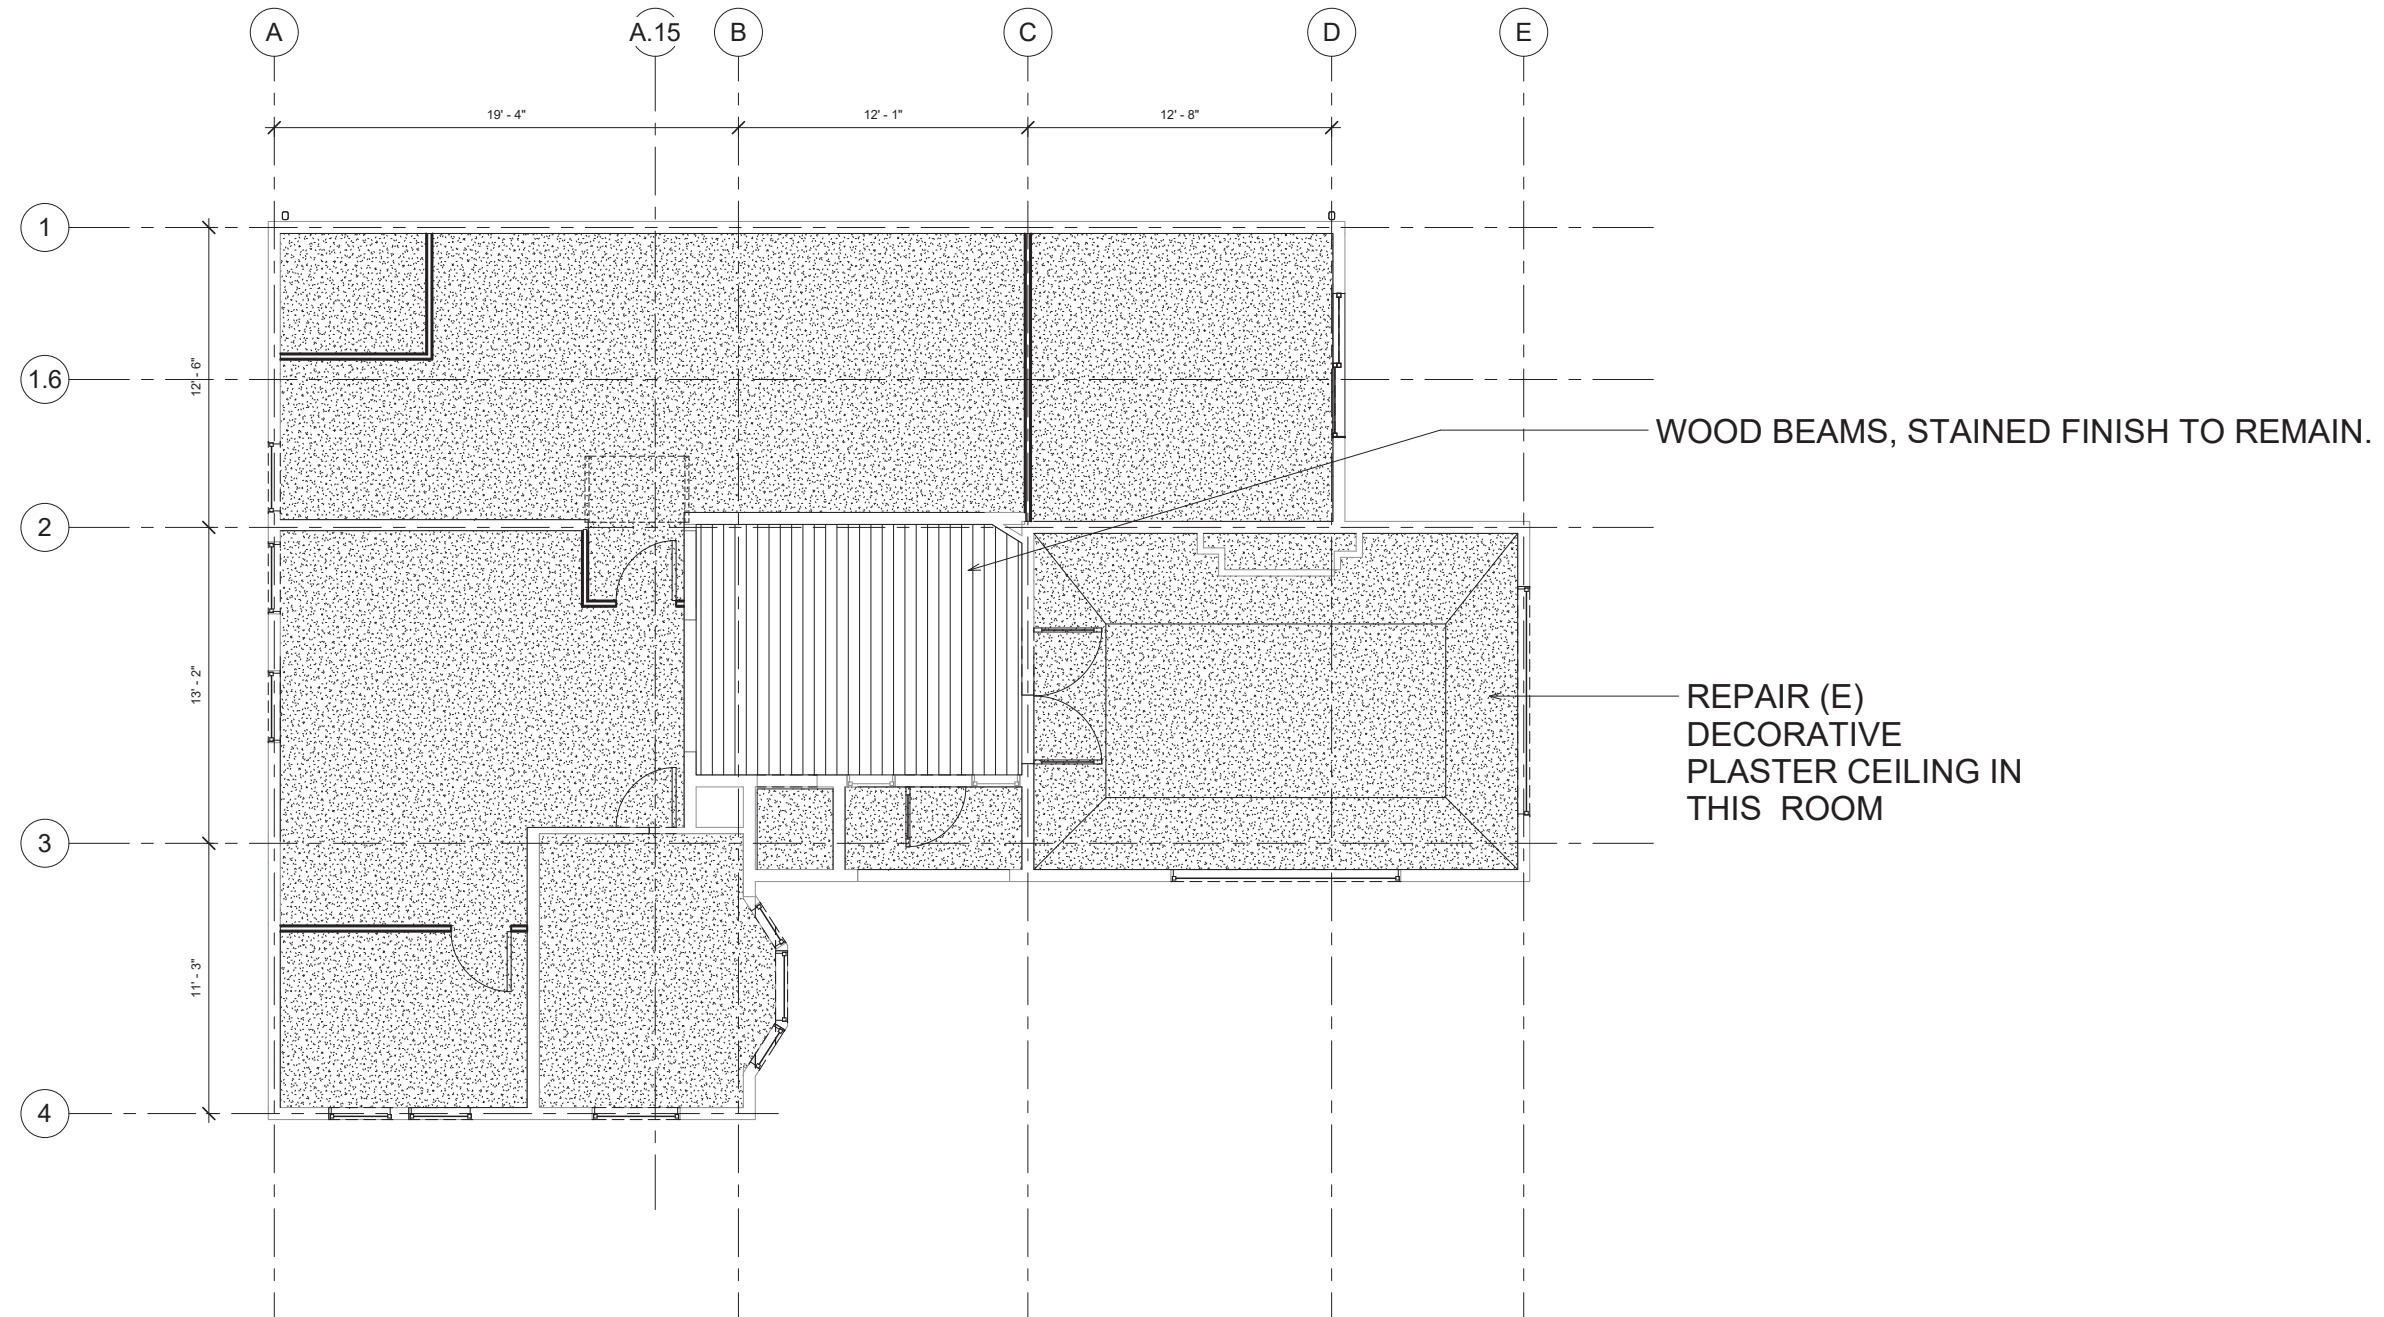 A
A.15
B
C
D
E
19' - 4"
12' - 1"
12' - 8"
1
1.6
12' - 6"
WOOD BEAMS, STAINED FINISH TO REMAIN.
2
13' - 2"
REPAIR (E)
DECORATIVE
PLASTER CEILING IN
THIS ROOM
3
11' - 3"
4